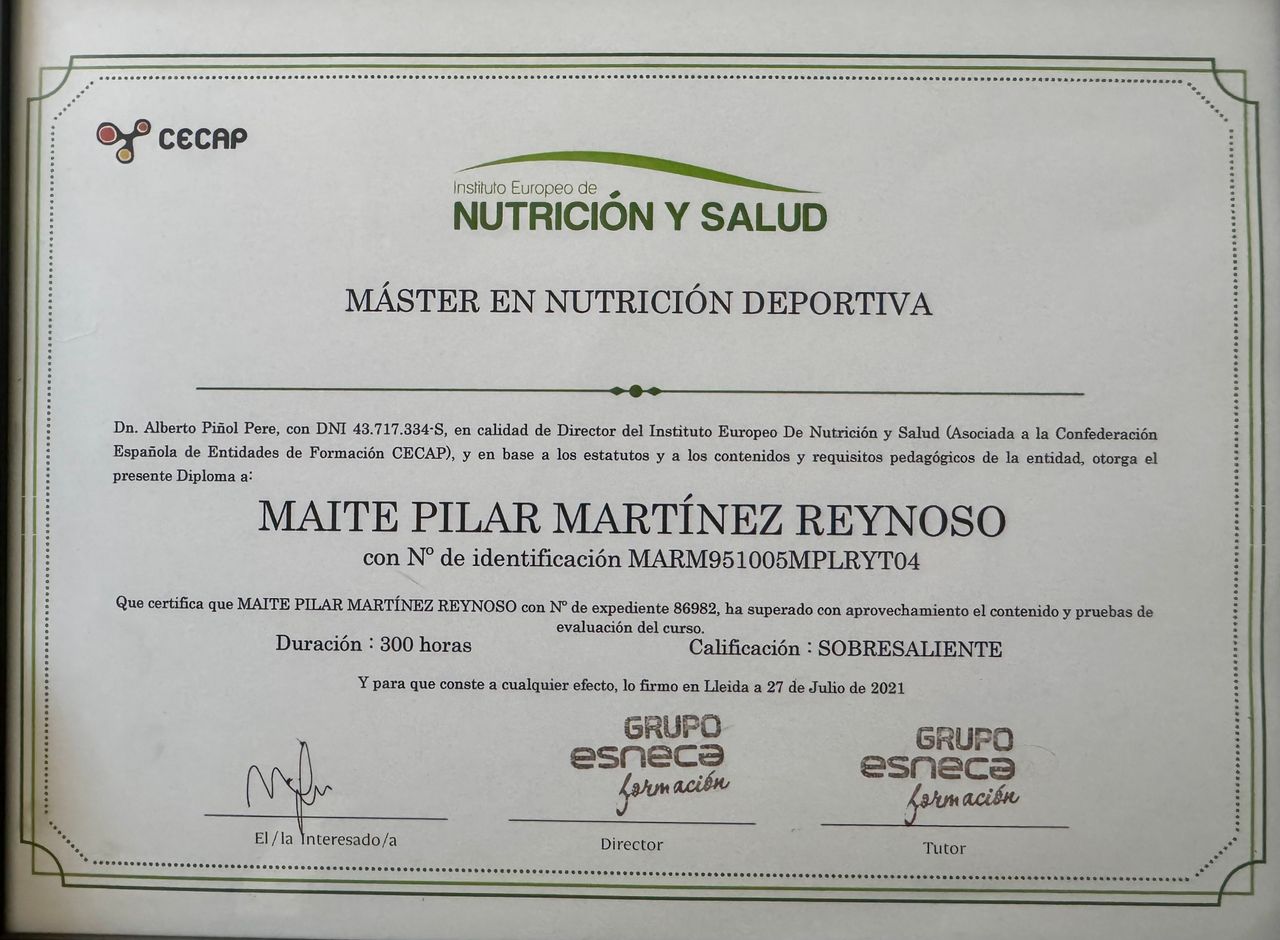 CECAP
Instituto Europeo de
NUTRICIÓN Y SALUD
MÁSTER EN NUTRICIÓN DEPORTIVA
Dn. Alberto Piñol Pere, con DNI 43.717.334-S, en calidad de Director del Instituto Europeo De Nutrición y Salud (Asociada a la Confederación
Española de Entidades de Formación CECAP), y en base a los estatutos y a los contenidos y requisitos pedagógicos de la entidad, otorga el
presente Diploma a:
MAITE PILAR MARTÍNEZ REYNOSO
con Nº de identificación MARM951005MPLRYT04
Que certifica que MAITE PILAR MARTÍNEZ REYNOSO con Nº de expediente 86982, ha superado con aprovechamiento el contenido y pruebas de
evaluación del curso.
Duración : 300 horas Calificación : SOBRESALIENTE
Y para que conste a cualquier efecto, lo firmo en Lleida a 27 de Julio de 2021
GRUPO
esneca
formación
GRUPO
esneca
formación
El/la Interesado/a
Director
Tutor